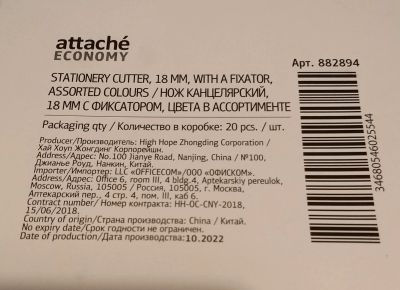 attaché
ECONOMY
Арт. 882894
STATIONERY CUTTER, 18 MM, WITH A FIXATOR,
ASSORTED COLOURS / НОЖ КАНЦЕЛЯРСКИЙ,
18 ММ С ФИКСАТОРОМ, ЦВЕТА В АССОРТИМЕНТЕ
Packaging qty / Количество в коробке: 20 pcs. / шт.
Producer/Производитель: High Hope Zhongding Corporation /
Хай Хоуп Жонгдинг Корпорейшн.
Address/Адрес: No.100 Jianye Road, Nanjing, China / №100,
Джианье Роуд, Нанкин, Китай.
Importer/Импортер: LLC «OFFICECOM»/ООО «ОФИСКОМ».
Address/Адрес: Office 6, room III, 4 bldg.4, Aptekarskiy pereulok,
Moscow, Russia, 105005 / Россия, 105005, г. Москва,
Аптекарский пер., 4 стр. 4, пом. III, каб 6.
Contract number/ Номер контракта: HH-OC-CNY-2018,
15/06/2018.
Country of origin/Страна производства: China / Китай.
No expiry date/Срок годности не ограничен.
Date of production/Дата производства:10.2022
34680546025544